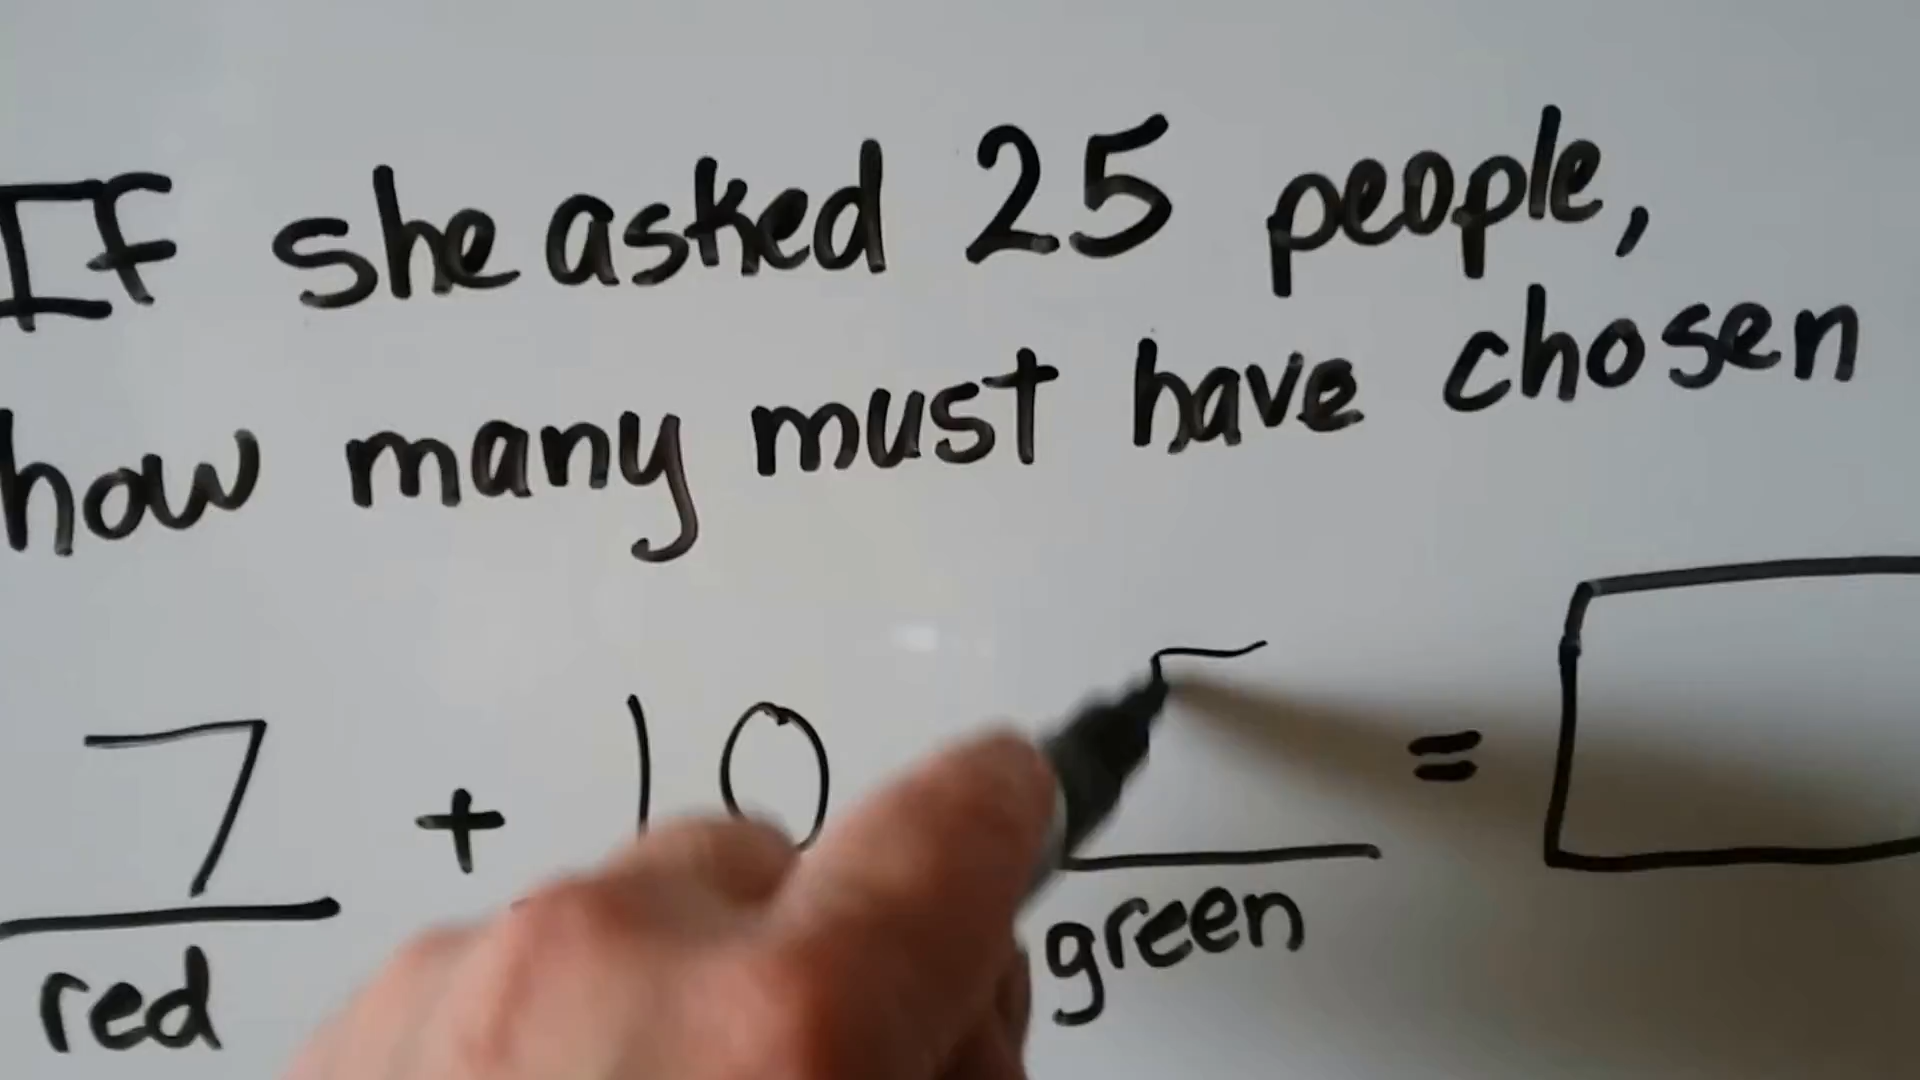 If she asked 25 people,
how many must have chosen
7 + 10 =
red green